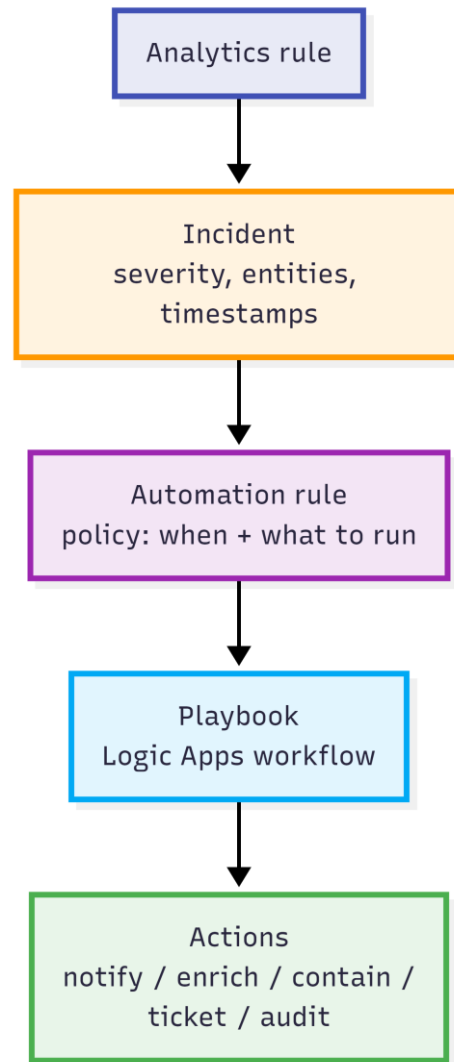 Analytics rule
Incident
severity, entities,
timestamps
Automation rule
policy: when + what to run
Playbook
Logic Apps workflow
Actions
notify / enrich / contain /
ticket / audit